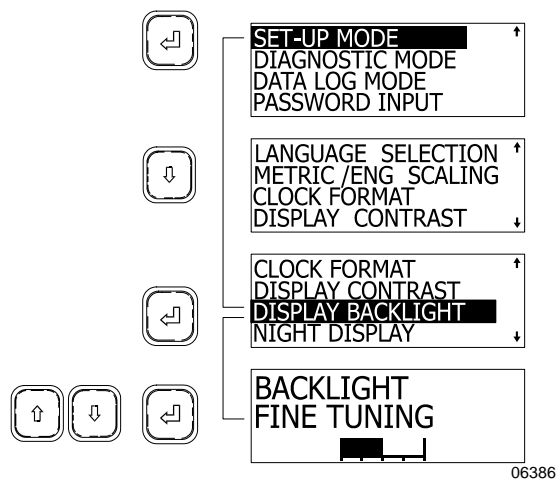 SET-UP MODE
DIAGNOSTIC MODE
DATA LOG MODE
PASSWORD INPUT
LANGUAGE SELECTION
METRIC /ENG SCALING
CLOCK FORMAT
DISPLAY CONTRAST
CLOCK FORMAT
DISPLAY CONTRAST
DISPLAY BACKLIGHT
NIGHT DISPLAY
BACKLIGHT
FINE TUNING
06386